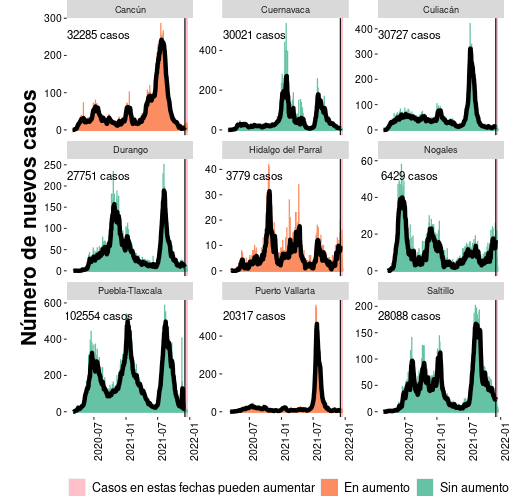 Número de nuevos casos
Cancún
Cuernavaca
Culiacán
300
200
100
0
32285 casos
400
200
0
30021 casos
400
300
200
100
0
30727 casos
Durango
Hidalgo del Parral
Nogales
250
200
150
100
50
0
27751 casos
40
30
20
10
0
3779 casos
60
40
20
0
6429 casos
Puebla-Tlaxcala
Puerto Vallarta
Saltillo
600
400
200
0
102554 casos
400
200
0
20317 casos
200
150
100
50
0
28088 casos
2020-07
2021-01
2021-07
2022-01
2020-07
2021-01
2021-07
2022-01
2020-07
2021-01
2021-07
2022-01
Casos en estas fechas pueden aumentar
En aumento
Sin aumento